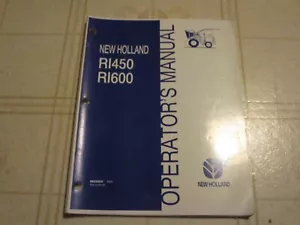 NEW HOLLAND
RI450
RI600
OPERATOR'S MANUAL
NEW HOLLAND